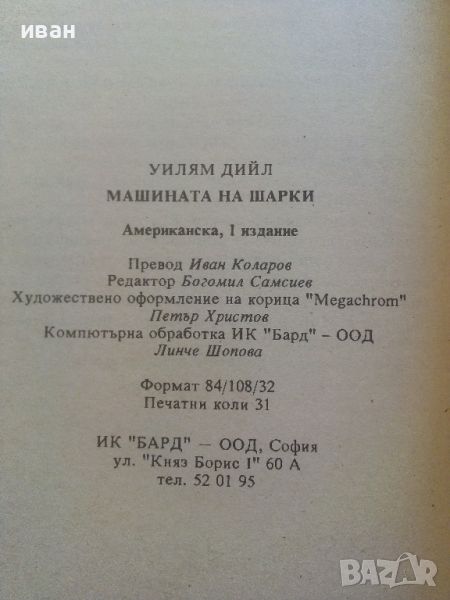 иван
УИЛЯМ ДИЙЛ
МАШИНАТА НА ШАРКИ
Американска, I издание
Превод Иван Коларов
Редактор Богомил Самсиев
Художествено оформление на корица "Megachrom"
Петър Христов
Компютърна обработка ИК "Бард" – ООД
Линче Шопова
Формат 84/108/32
Печатни коли 31
ИК "БАРД" – ООД, София
ул. "Княз Борис I" 60 А
тел. 52 01 95
BAZAR